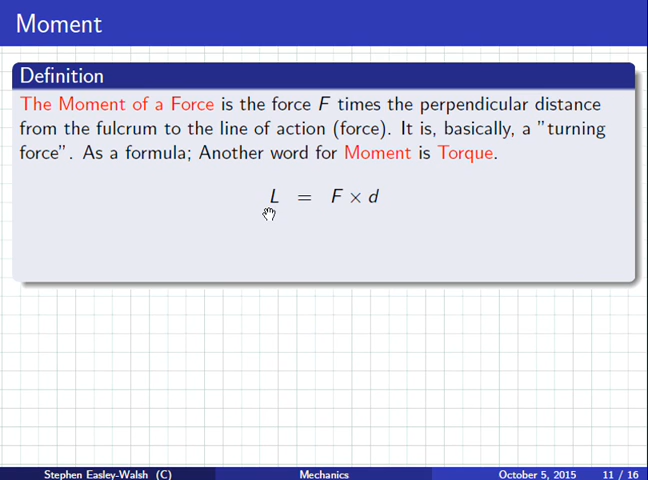 Moment
Definition
The Moment of a Force is the force F times the perpendicular distance
from the fulcrum to the line of action (force). It is, basically, a "turning
force". As a formula; Another word for Moment is Torque.
L = F × d
Stephen Easley-Walsh (C) Mechanics October 5, 2015 11 / 16